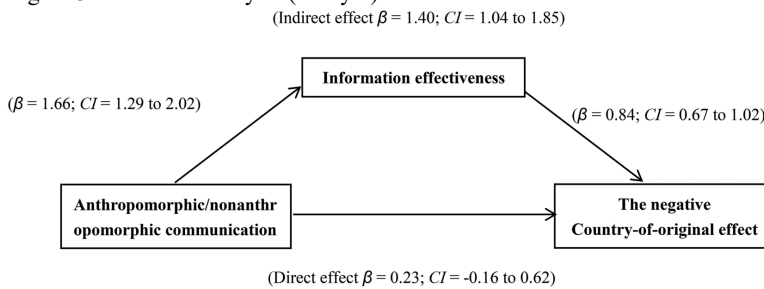 (Indirect effect β = 1.40; CI = 1.04 to 1.85)
Information effectiveness
(β = 1.66; CI = 1.29 to 2.02)
(β = 0.84; CI = 0.67 to 1.02)
Anthropomorphic/nonanthr
opomorphic communication
The negative
Country-of-original effect
(Direct effect β = 0.23; CI = -0.16 to 0.62)